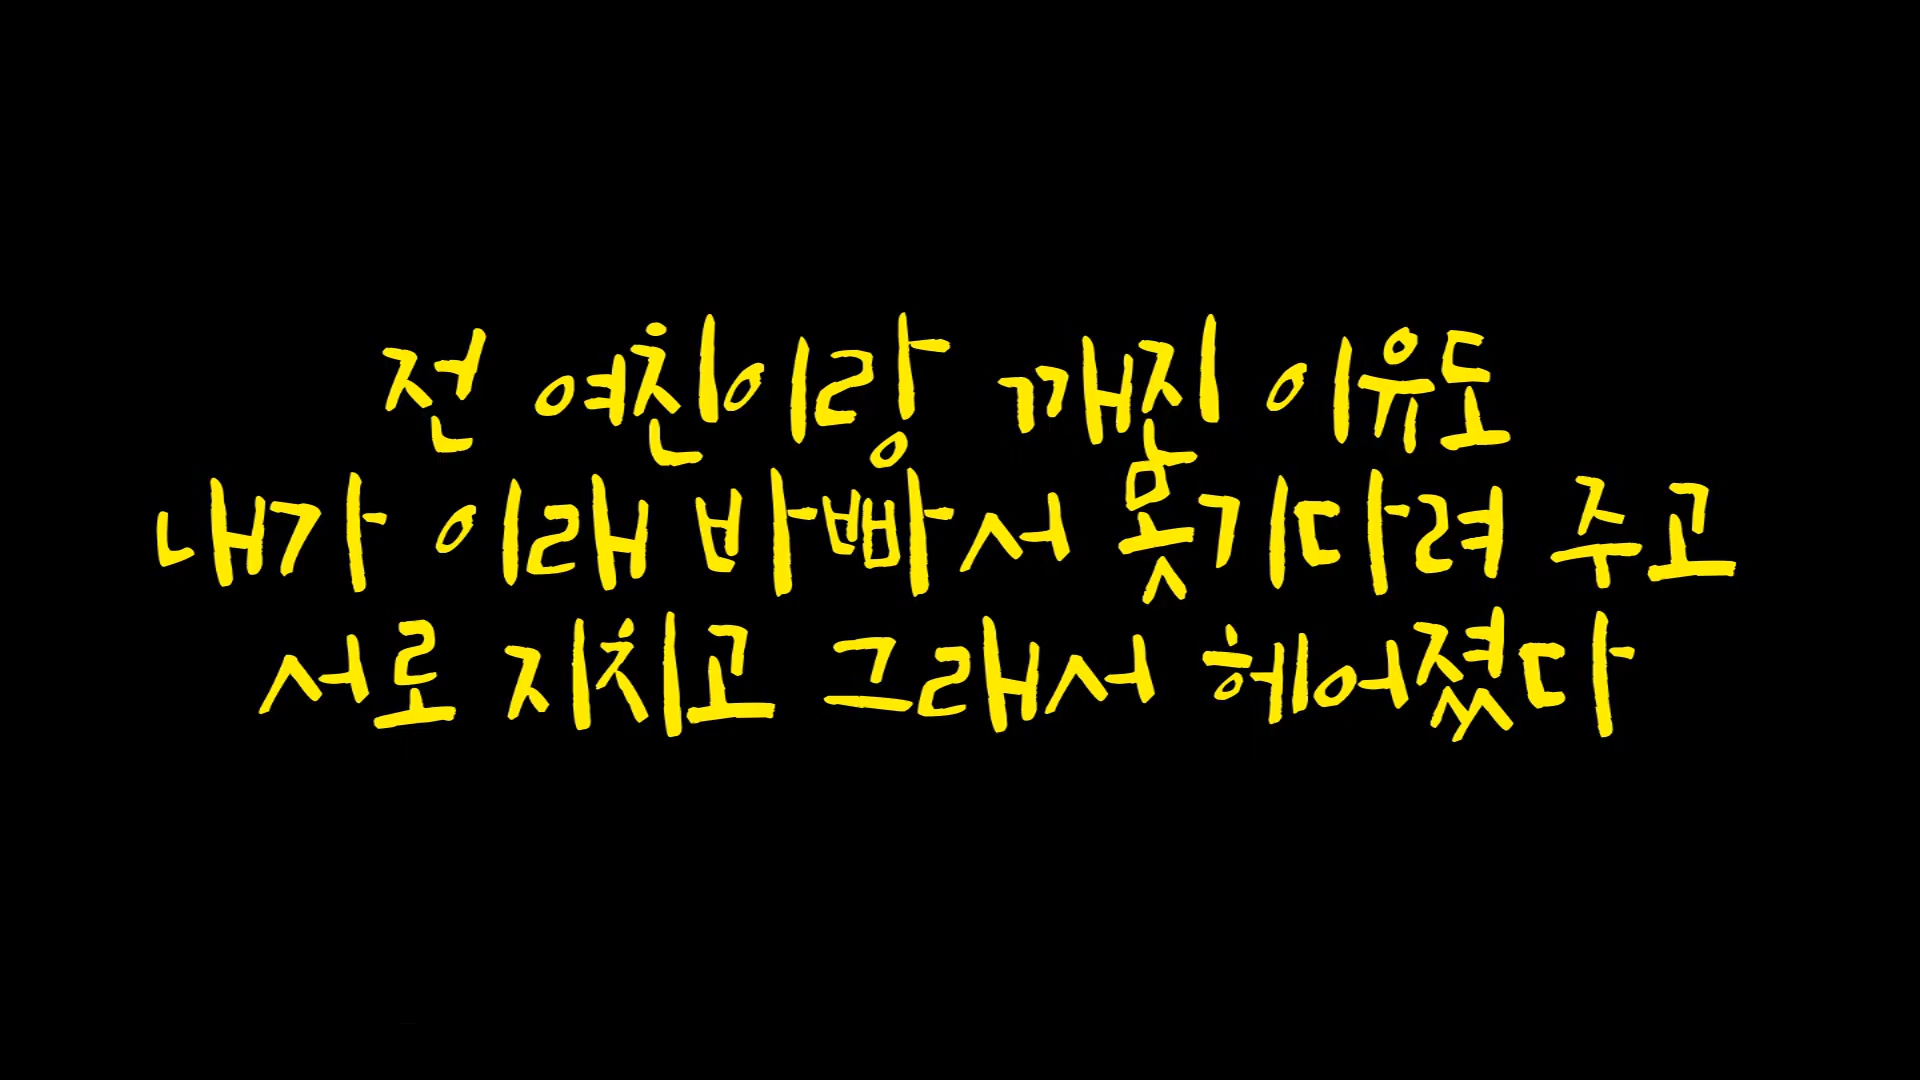 전 여친이랑 깨진 이유도
내가 이래 바빠서 못기다려 주고
서로 지치고 그래서 헤어졌다